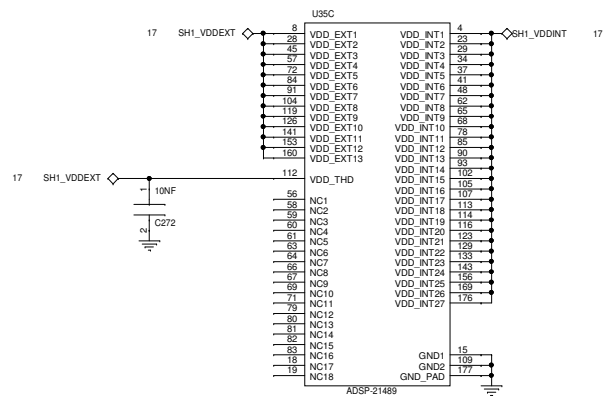 U35C
17 SH1_VDDEXT
8 VDD_EXT1
28 VDD_EXT2
45 VDD_EXT3
57 VDD_EXT4
72 VDD_EXT5
84 VDD_EXT6
91 VDD_EXT7
104 VDD_EXT8
119 VDD_EXT9
126 VDD_EXT10
141 VDD_EXT11
153 VDD_EXT12
160 VDD_EXT13
17 SH1_VDDEXT
112 VDD_THD
1
10NF
C272
2
56 NC1
58 NC2
59 NC3
60 NC4
61 NC5
63 NC6
64 NC7
66 NC8
67 NC9
69 NC10
71 NC11
79 NC12
80 NC13
81 NC14
82 NC15
83 NC16
18 NC17
19 NC18
VDD_INT1 4
SH1_VDDINT 17
VDD_INT2 23
VDD_INT3 29
VDD_INT4 34
VDD_INT5 37
VDD_INT6 41
VDD_INT7 48
VDD_INT8 62
VDD_INT9 65
VDD_INT10 68
VDD_INT11 78
VDD_INT12 85
VDD_INT13 90
VDD_INT14 93
VDD_INT15 102
VDD_INT16 105
VDD_INT17 107
VDD_INT18 113
VDD_INT19 114
VDD_INT20 116
VDD_INT21 123
VDD_INT22 129
VDD_INT23 133
VDD_INT24 143
VDD_INT25 156
VDD_INT26 169
VDD_INT27 176
GND1 15
GND2 109
GND_PAD 177
ADSP-21489